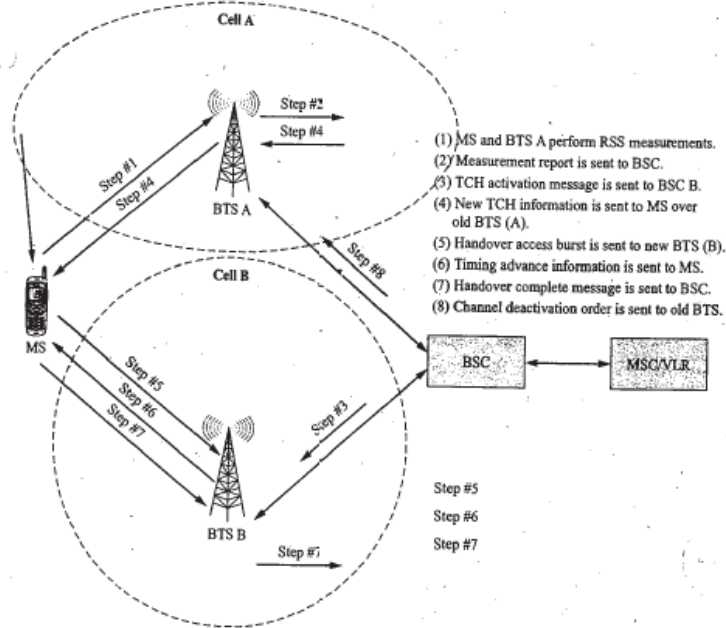 Cell A
Step #2
Step #4
Step #1
Step #4
BTS A
(1) MS and BTS A perform RSS measurements.
(2) Measurement report is sent to BSC.
(3) TCH activation message is sent to BSC B.
(4) New TCH information is sent to MS over
old BTS (A).
(5) Handover access burst is sent to new BTS (B).
(6) Timing advance information is sent to MS.
(7) Handover complete message is sent to BSC.
(8) Channel deactivation order is sent to old BTS.
Step #8
Cell B
MS
BSC
MSC/VLR
Step #5
Step #6
Step #7
Step #3
BTS B
Step #7
Step #5
Step #6
Step #7